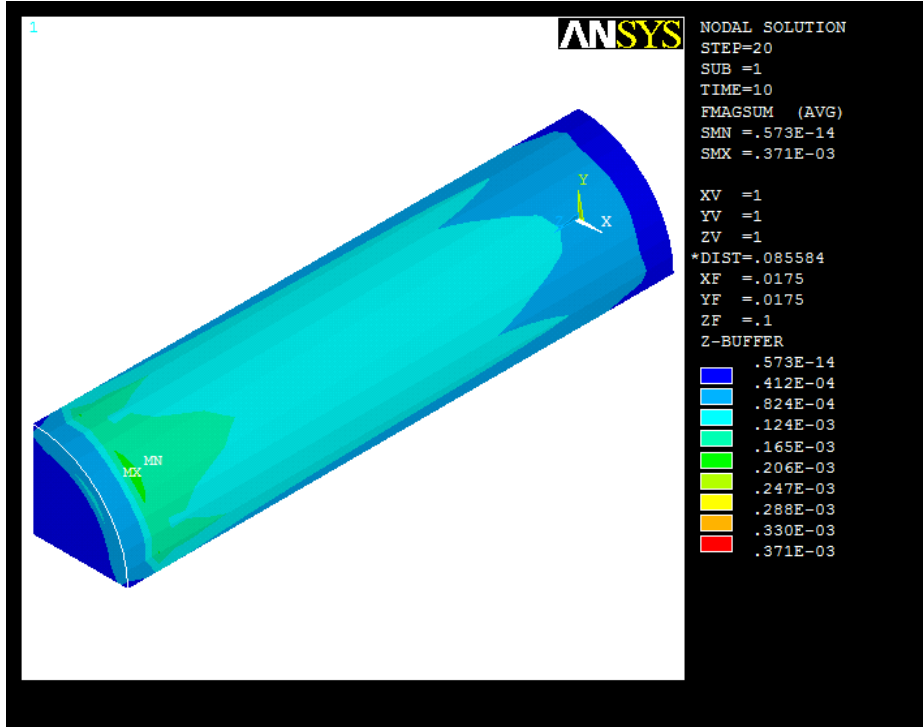 1
ANSYS
NODAL SOLUTION
STEP=20
SUB =1
TIME=10
FMAGSUM (AVG)
SMN =.573E-14
SMX =.371E-03
XV =1
YV =1
ZV =1
*DIST=.085584
XF =.0175
YF =.0175
ZF =.1
Z-BUFFER
.573E-14
.412E-04
.824E-04
.124E-03
.165E-03
.206E-03
.247E-03
.288E-03
.330E-03
.371E-03
Y
Z X
MN
MX